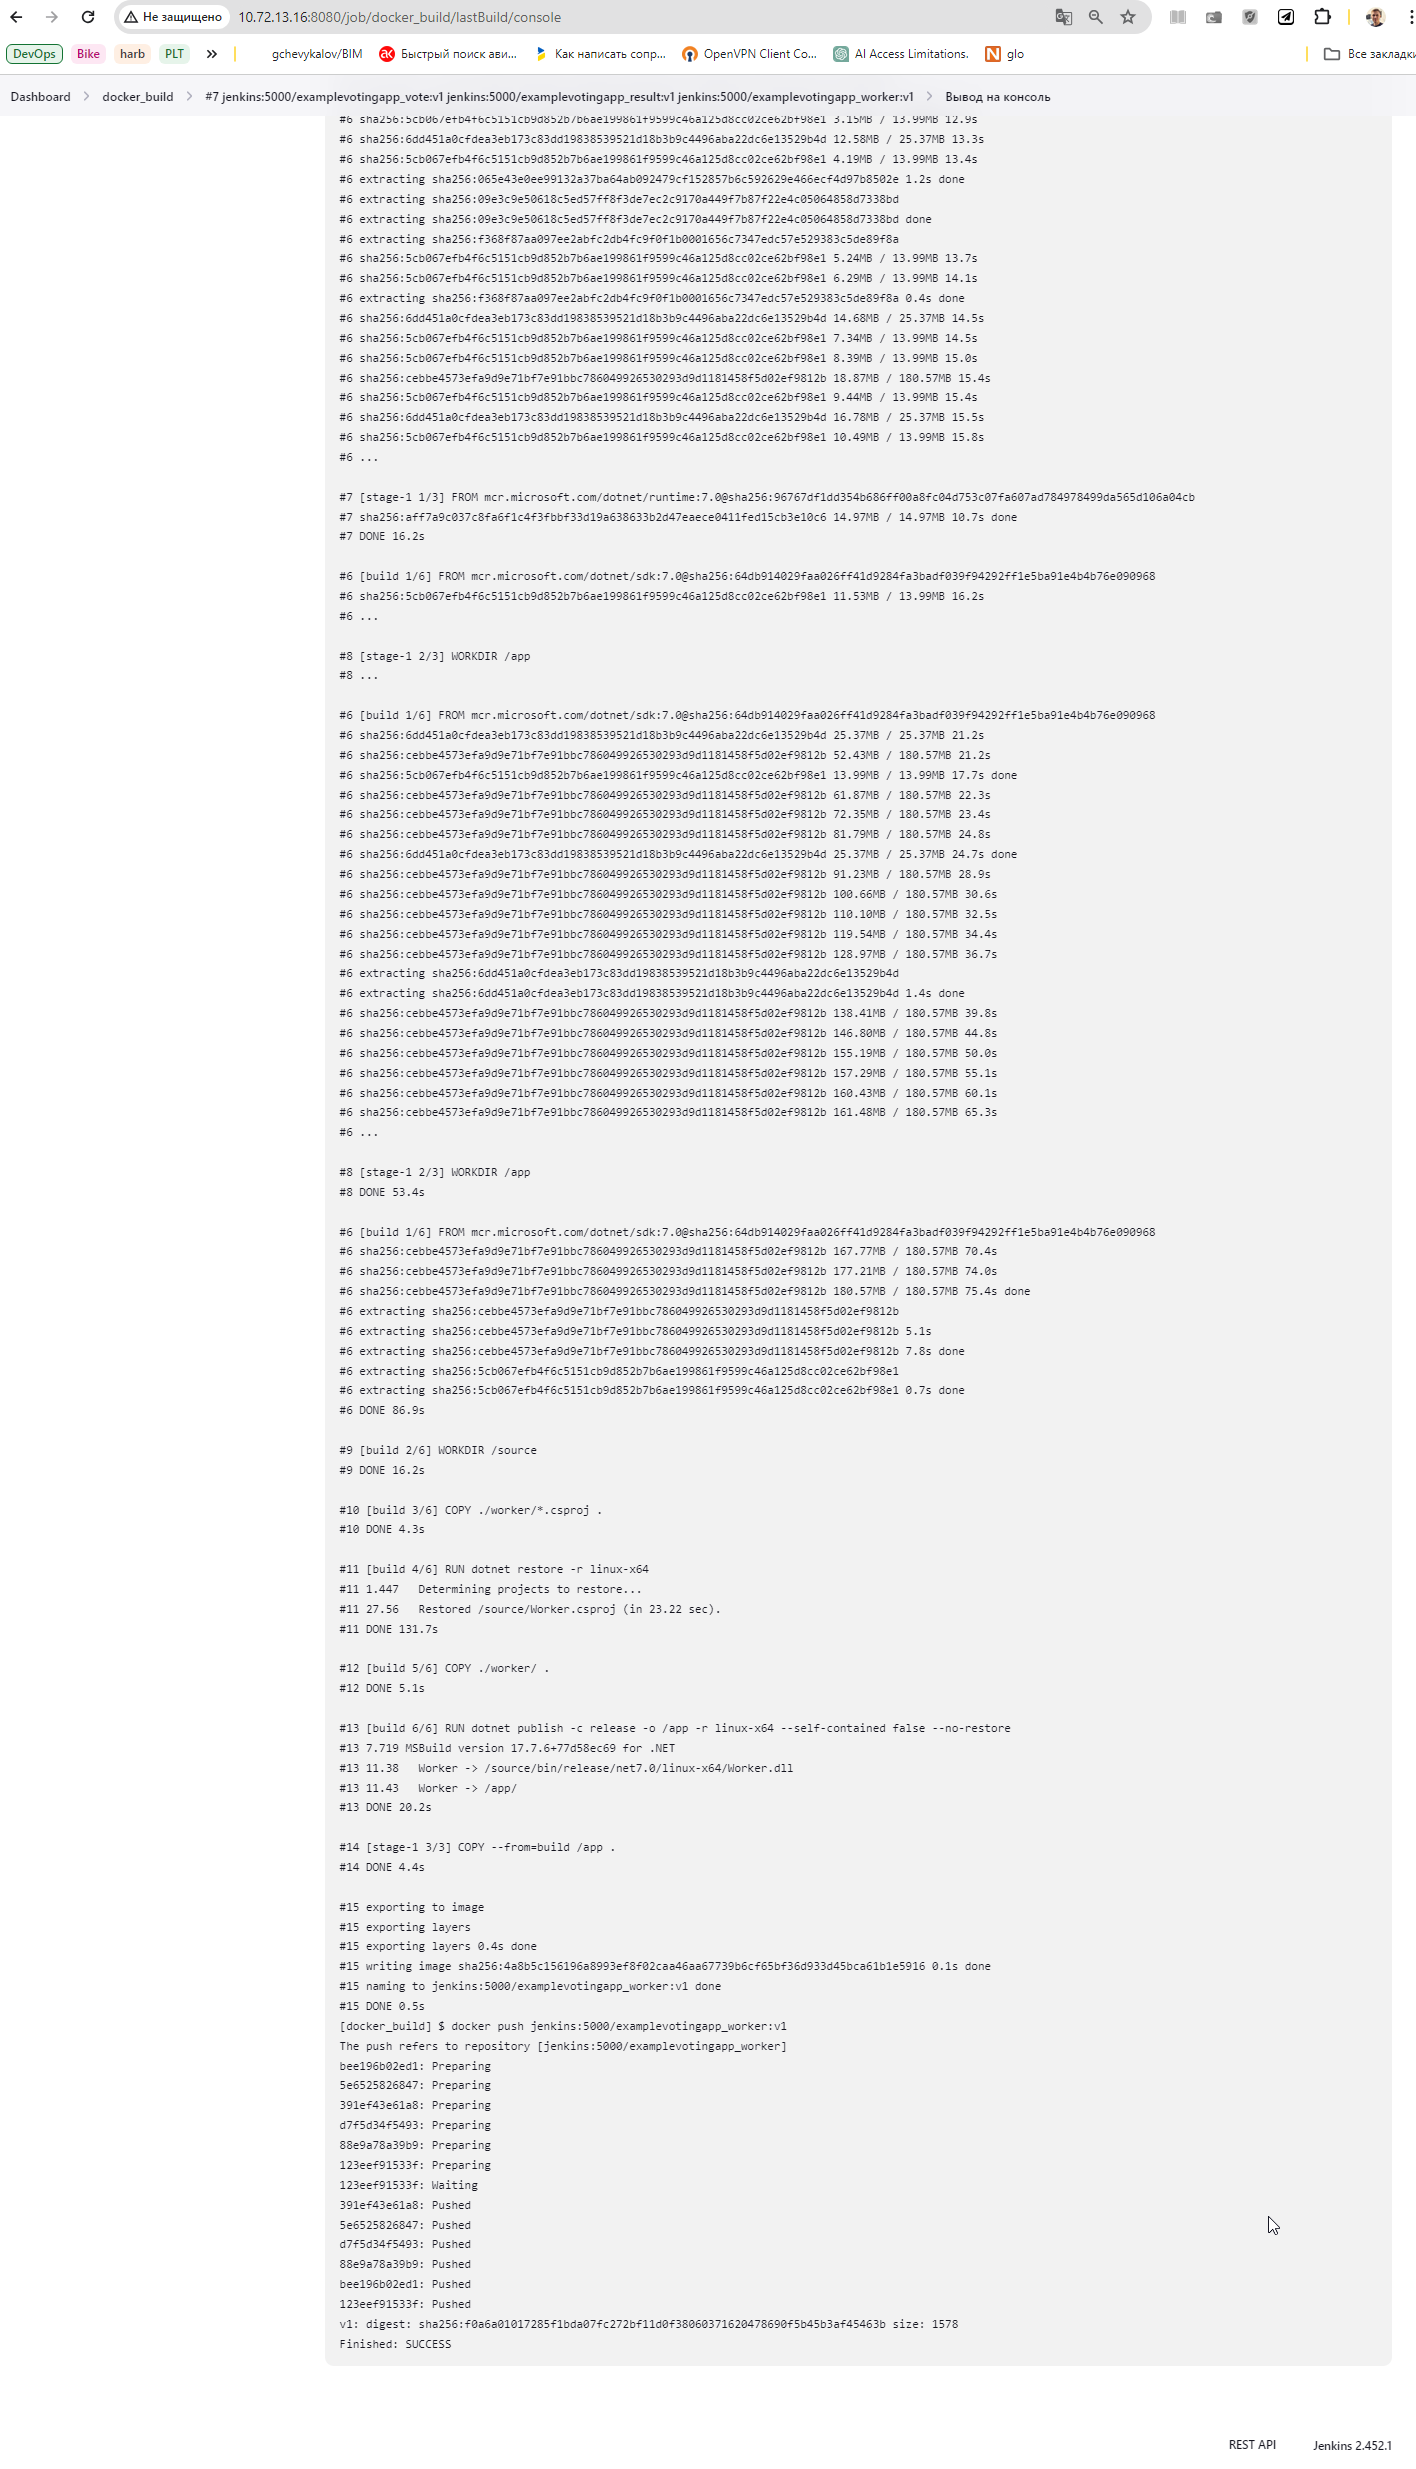 Не защищено
10.72.13.16:8080/job/docker_build/lastBuild/console
DevOps Bike harb PLT » gchevykalov/BIM Быстрый поиск ави... Как написать сопр... OpenVPN Client Co... AI Access Limitations. glo Все закладки
Dashboard > docker_build > #7 jenkins:5000/examplevotingapp_vote:v1 jenkins:5000/examplevotingapp_result:v1 jenkins:5000/examplevotingapp_worker:v1 > Вывод на консоль
#6 sha256:5cb067efb4f6c5151cb9d852b7b6ae199861f9599c46a125d8cc02ce62bf98e1 3.15MB / 13.99MB 12.9s
#6 sha256:6dd451a0cfdea3eb173c83dd19838539521d18b3b9c4496aba22dc6e13529b4d 12.58MB / 25.37MB 13.3s
#6 sha256:5cb067efb4f6c5151cb9d852b7b6ae199861f9599c46a125d8cc02ce62bf98e1 4.19MB / 13.99MB 13.4s
#6 extracting sha256:065e43e0ee99132a37ba64ab092479cf152857b6c592629e466ecf4d97b8502e 1.2s done
#6 extracting sha256:09e3c9e50618c5ed57ff8f3de7ec2c9170a449f7b87f22e4c05064858d7338bd
#6 extracting sha256:09e3c9e50618c5ed57ff8f3de7ec2c9170a449f7b87f22e4c05064858d7338bd done
#6 extracting sha256:f368f87aa097ee2abfc2db4fc9f0f1b0001656c7347edc57e529383c5de89f8a
#6 sha256:5cb067efb4f6c5151cb9d852b7b6ae199861f9599c46a125d8cc02ce62bf98e1 5.24MB / 13.99MB 13.7s
#6 sha256:5cb067efb4f6c5151cb9d852b7b6ae199861f9599c46a125d8cc02ce62bf98e1 6.29MB / 13.99MB 14.1s
#6 extracting sha256:f368f87aa097ee2abfc2db4fc9f0f1b0001656c7347edc57e529383c5de89f8a 0.4s done
#6 sha256:6dd451a0cfdea3eb173c83dd19838539521d18b3b9c4496aba22dc6e13529b4d 14.68MB / 25.37MB 14.5s
#6 sha256:5cb067efb4f6c5151cb9d852b7b6ae199861f9599c46a125d8cc02ce62bf98e1 7.34MB / 13.99MB 14.5s
#6 sha256:5cb067efb4f6c5151cb9d852b7b6ae199861f9599c46a125d8cc02ce62bf98e1 8.39MB / 13.99MB 15.0s
#6 sha256:cebbe4573efa9d9e71bf7e91bbc786049926530293d9d1181458f5d02ef9812b 18.87MB / 180.57MB 15.4s
#6 sha256:5cb067efb4f6c5151cb9d852b7b6ae199861f9599c46a125d8cc02ce62bf98e1 9.44MB / 13.99MB 15.4s
#6 sha256:6dd451a0cfdea3eb173c83dd19838539521d18b3b9c4496aba22dc6e13529b4d 16.78MB / 25.37MB 15.5s
#6 sha256:5cb067efb4f6c5151cb9d852b7b6ae199861f9599c46a125d8cc02ce62bf98e1 10.49MB / 13.99MB 15.8s
#6 ...
#7 [stage-1 1/3] FROM mcr.microsoft.com/dotnet/runtime:7.0@sha256:96767df1dd354b686ff00a8fc04d753c07fa607ad784978499da565d106a04cb
#7 sha256:aff7a9c037c8fa6f1c4f3fbbf33d19a638633b2d47eaece0411fed15cb3e10c6 14.97MB / 14.97MB 10.7s done
#7 DONE 16.2s
#6 [build 1/6] FROM mcr.microsoft.com/dotnet/sdk:7.0@sha256:64db914029faa026ff41d9284fa3badf039f94292ff1e5ba91e4b4b76e090968
#6 sha256:5cb067efb4f6c5151cb9d852b7b6ae199861f9599c46a125d8cc02ce62bf98e1 11.53MB / 13.99MB 16.2s
#6 ...
#8 [stage-1 2/3] WORKDIR /app
#8 ...
#6 [build 1/6] FROM mcr.microsoft.com/dotnet/sdk:7.0@sha256:64db914029faa026ff41d9284fa3badf039f94292ff1e5ba91e4b4b76e090968
#6 sha256:6dd451a0cfdea3eb173c83dd19838539521d18b3b9c4496aba22dc6e13529b4d 25.37MB / 25.37MB 21.2s
#6 sha256:cebbe4573efa9d9e71bf7e91bbc786049926530293d9d1181458f5d02ef9812b 52.43MB / 180.57MB 21.2s
#6 sha256:5cb067efb4f6c5151cb9d852b7b6ae199861f9599c46a125d8cc02ce62bf98e1 13.99MB / 13.99MB 17.7s done
#6 sha256:cebbe4573efa9d9e71bf7e91bbc786049926530293d9d1181458f5d02ef9812b 61.87MB / 180.57MB 22.3s
#6 sha256:cebbe4573efa9d9e71bf7e91bbc786049926530293d9d1181458f5d02ef9812b 72.35MB / 180.57MB 23.4s
#6 sha256:cebbe4573efa9d9e71bf7e91bbc786049926530293d9d1181458f5d02ef9812b 81.79MB / 180.57MB 24.8s
#6 sha256:6dd451a0cfdea3eb173c83dd19838539521d18b3b9c4496aba22dc6e13529b4d 25.37MB / 25.37MB 24.7s done
#6 sha256:cebbe4573efa9d9e71bf7e91bbc786049926530293d9d1181458f5d02ef9812b 91.23MB / 180.57MB 28.9s
#6 sha256:cebbe4573efa9d9e71bf7e91bbc786049926530293d9d1181458f5d02ef9812b 100.66MB / 180.57MB 30.6s
#6 sha256:cebbe4573efa9d9e71bf7e91bbc786049926530293d9d1181458f5d02ef9812b 110.10MB / 180.57MB 32.5s
#6 sha256:cebbe4573efa9d9e71bf7e91bbc786049926530293d9d1181458f5d02ef9812b 119.54MB / 180.57MB 34.4s
#6 sha256:cebbe4573efa9d9e71bf7e91bbc786049926530293d9d1181458f5d02ef9812b 128.97MB / 180.57MB 36.7s
#6 extracting sha256:6dd451a0cfdea3eb173c83dd19838539521d18b3b9c4496aba22dc6e13529b4d
#6 extracting sha256:6dd451a0cfdea3eb173c83dd19838539521d18b3b9c4496aba22dc6e13529b4d 1.4s done
#6 sha256:cebbe4573efa9d9e71bf7e91bbc786049926530293d9d1181458f5d02ef9812b 138.41MB / 180.57MB 39.8s
#6 sha256:cebbe4573efa9d9e71bf7e91bbc786049926530293d9d1181458f5d02ef9812b 146.80MB / 180.57MB 44.8s
#6 sha256:cebbe4573efa9d9e71bf7e91bbc786049926530293d9d1181458f5d02ef9812b 155.19MB / 180.57MB 50.0s
#6 sha256:cebbe4573efa9d9e71bf7e91bbc786049926530293d9d1181458f5d02ef9812b 157.29MB / 180.57MB 55.1s
#6 sha256:cebbe4573efa9d9e71bf7e91bbc786049926530293d9d1181458f5d02ef9812b 160.43MB / 180.57MB 60.1s
#6 sha256:cebbe4573efa9d9e71bf7e91bbc786049926530293d9d1181458f5d02ef9812b 161.48MB / 180.57MB 65.3s
#6 ...
#8 [stage-1 2/3] WORKDIR /app
#8 DONE 53.4s
#6 [build 1/6] FROM mcr.microsoft.com/dotnet/sdk:7.0@sha256:64db914029faa026ff41d9284fa3badf039f94292ff1e5ba91e4b4b76e090968
#6 sha256:cebbe4573efa9d9e71bf7e91bbc786049926530293d9d1181458f5d02ef9812b 167.77MB / 180.57MB 70.4s
#6 sha256:cebbe4573efa9d9e71bf7e91bbc786049926530293d9d1181458f5d02ef9812b 177.21MB / 180.57MB 74.0s
#6 sha256:cebbe4573efa9d9e71bf7e91bbc786049926530293d9d1181458f5d02ef9812b 180.57MB / 180.57MB 75.4s done
#6 extracting sha256:cebbe4573efa9d9e71bf7e91bbc786049926530293d9d1181458f5d02ef9812b
#6 extracting sha256:cebbe4573efa9d9e71bf7e91bbc786049926530293d9d1181458f5d02ef9812b 5.1s
#6 extracting sha256:cebbe4573efa9d9e71bf7e91bbc786049926530293d9d1181458f5d02ef9812b 7.8s done
#6 extracting sha256:5cb067efb4f6c5151cb9d852b7b6ae199861f9599c46a125d8cc02ce62bf98e1
#6 extracting sha256:5cb067efb4f6c5151cb9d852b7b6ae199861f9599c46a125d8cc02ce62bf98e1 0.7s done
#6 DONE 86.9s
#9 [build 2/6] WORKDIR /source
#9 DONE 16.2s
#10 [build 3/6] COPY ./worker/*.csproj .
#10 DONE 4.3s
#11 [build 4/6] RUN dotnet restore -r linux-x64
#11 1.447   Determining projects to restore...
#11 27.56   Restored /source/Worker.csproj (in 23.22 sec).
#11 DONE 131.7s
#12 [build 5/6] COPY ./worker/ .
#12 DONE 5.1s
#13 [build 6/6] RUN dotnet publish -c release -o /app -r linux-x64 --self-contained false --no-restore
#13 7.719 MSBuild version 17.7.6+77d58ec69 for .NET
#13 11.38   Worker -> /source/bin/release/net7.0/linux-x64/Worker.dll
#13 11.43   Worker -> /app/
#13 DONE 20.2s
#14 [stage-1 3/3] COPY --from=build /app .
#14 DONE 4.4s
#15 exporting to image
#15 exporting layers
#15 exporting layers 0.4s done
#15 writing image sha256:4a8b5c156196a8993ef8f02caa46aa67739b6cf65bf36d933d45bca61b1e5916 0.1s done
#15 naming to jenkins:5000/examplevotingapp_worker:v1 done
#15 DONE 0.5s
[docker_build] $ docker push jenkins:5000/examplevotingapp_worker:v1
The push refers to repository [jenkins:5000/examplevotingapp_worker]
bee196b02ed1: Preparing
5e6525826847: Preparing
391ef43e61a8: Preparing
d7f5d34f5493: Preparing
88e9a78a39b9: Preparing
123eef91533f: Preparing
123eef91533f: Waiting
391ef43e61a8: Pushed
5e6525826847: Pushed
d7f5d34f5493: Pushed
88e9a78a39b9: Pushed
bee196b02ed1: Pushed
123eef91533f: Pushed
v1: digest: sha256:f0a6a01017285f1bda07fc272bf11d0f38060371620478690f5b45b3af45463b size: 1578
Finished: SUCCESS
REST API Jenkins 2.452.1